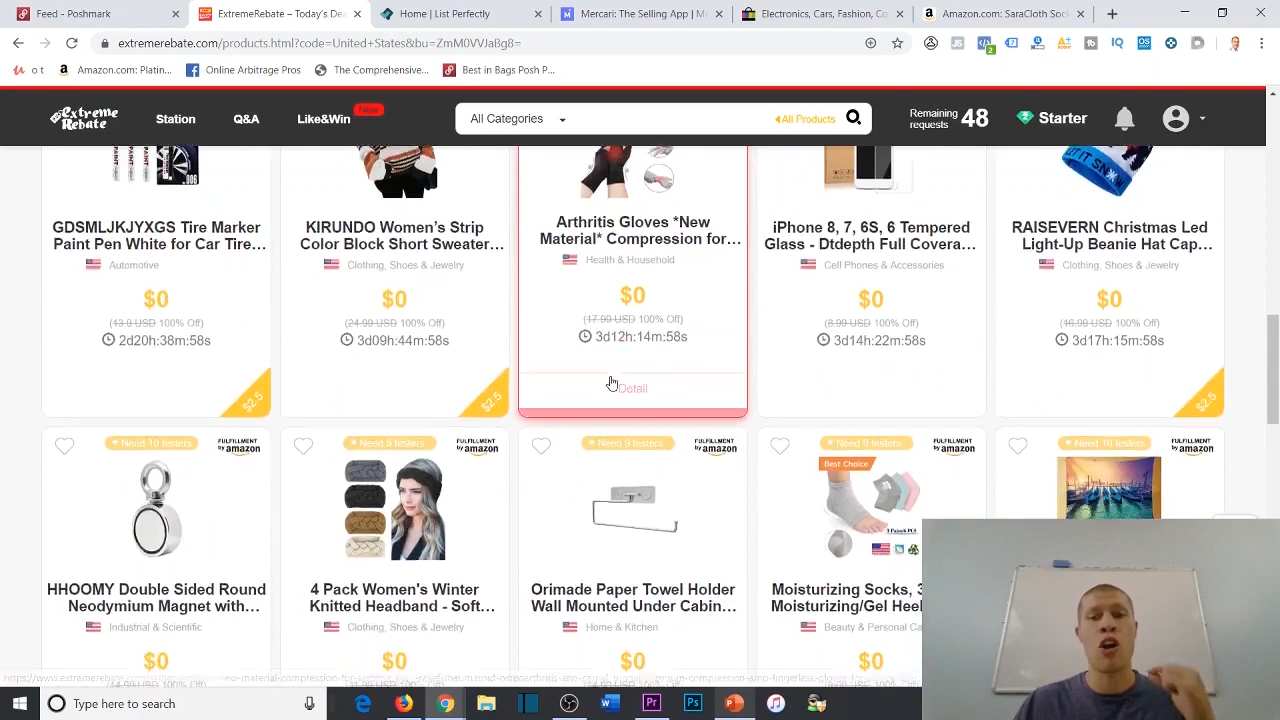 Feed - Poshmark
ExtremeRebate – Today's De
Home | List Perfectly
Mercari: The Selling App | M
Electronics, Cars, Fashion, Co
Amazon.com: SaraCloth Soc
extremerebate.com/products.html?code=United-States&bu=7mM0VVJaBg8=
o t
Amazon.com: Platin...
Online Arbitrage Pros
The Comprehensive...
Best in Bags Posh P...
Extreme
Rebate
Station
Q&A
Like&Win
New
All Categories
All Products
Remaining
requests
48
Starter
GDSMLJKJYXGS Tire Marker
Paint Pen White for Car Tire...
Automotive
$0
(13.9 USD 100% Off)
2d20h:38m:58s
$2.5
KIRUNDO Women's Strip
Color Block Short Sweater...
Clothing, Shoes & Jewelry
$0
(24.99 USD 100% Off)
3d09h:44m:58s
$2.5
Arthritis Gloves *New
Material* Compression for...
Health & Household
$0
(17.99 USD 100% Off)
3d12h:14m:58s
Detail
iPhone 8, 7, 6S, 6 Tempered
Glass - Dtdepth Full Covera...
Cell Phones & Accessories
$0
(8.99 USD 100% Off)
3d14h:22m:58s
LET IT SNOW
RAISEVERN Christmas Led
Light-Up Beanie Hat Cap...
Clothing, Shoes & Jewelry
$0
(16.99 USD 100% Off)
3d17h:15m:58s
$2.5
Need 10 testers
FULFILLMENT
by amazon
HHOOMY Double Sided Round
Neodymium Magnet with...
Industrial & Scientific
$0
Need 5 testers
FULFILLMENT
by amazon
4 Pack Women's Winter
Knitted Headband - Soft...
Clothing, Shoes & Jewelry
$0
Need 9 testers
FULFILLMENT
by amazon
Orimade Paper Towel Holder
Wall Mounted Under Cabin...
Home & Kitchen
$0
Need 9 testers
FULFILLMENT
by amazon
Best Choice
Moisturizing Socks, 3
Moisturizing/Gel Heel
Beauty & Personal Ca
$0
Need 10 testers
FULFILLMENT
by amazon
Type here to search